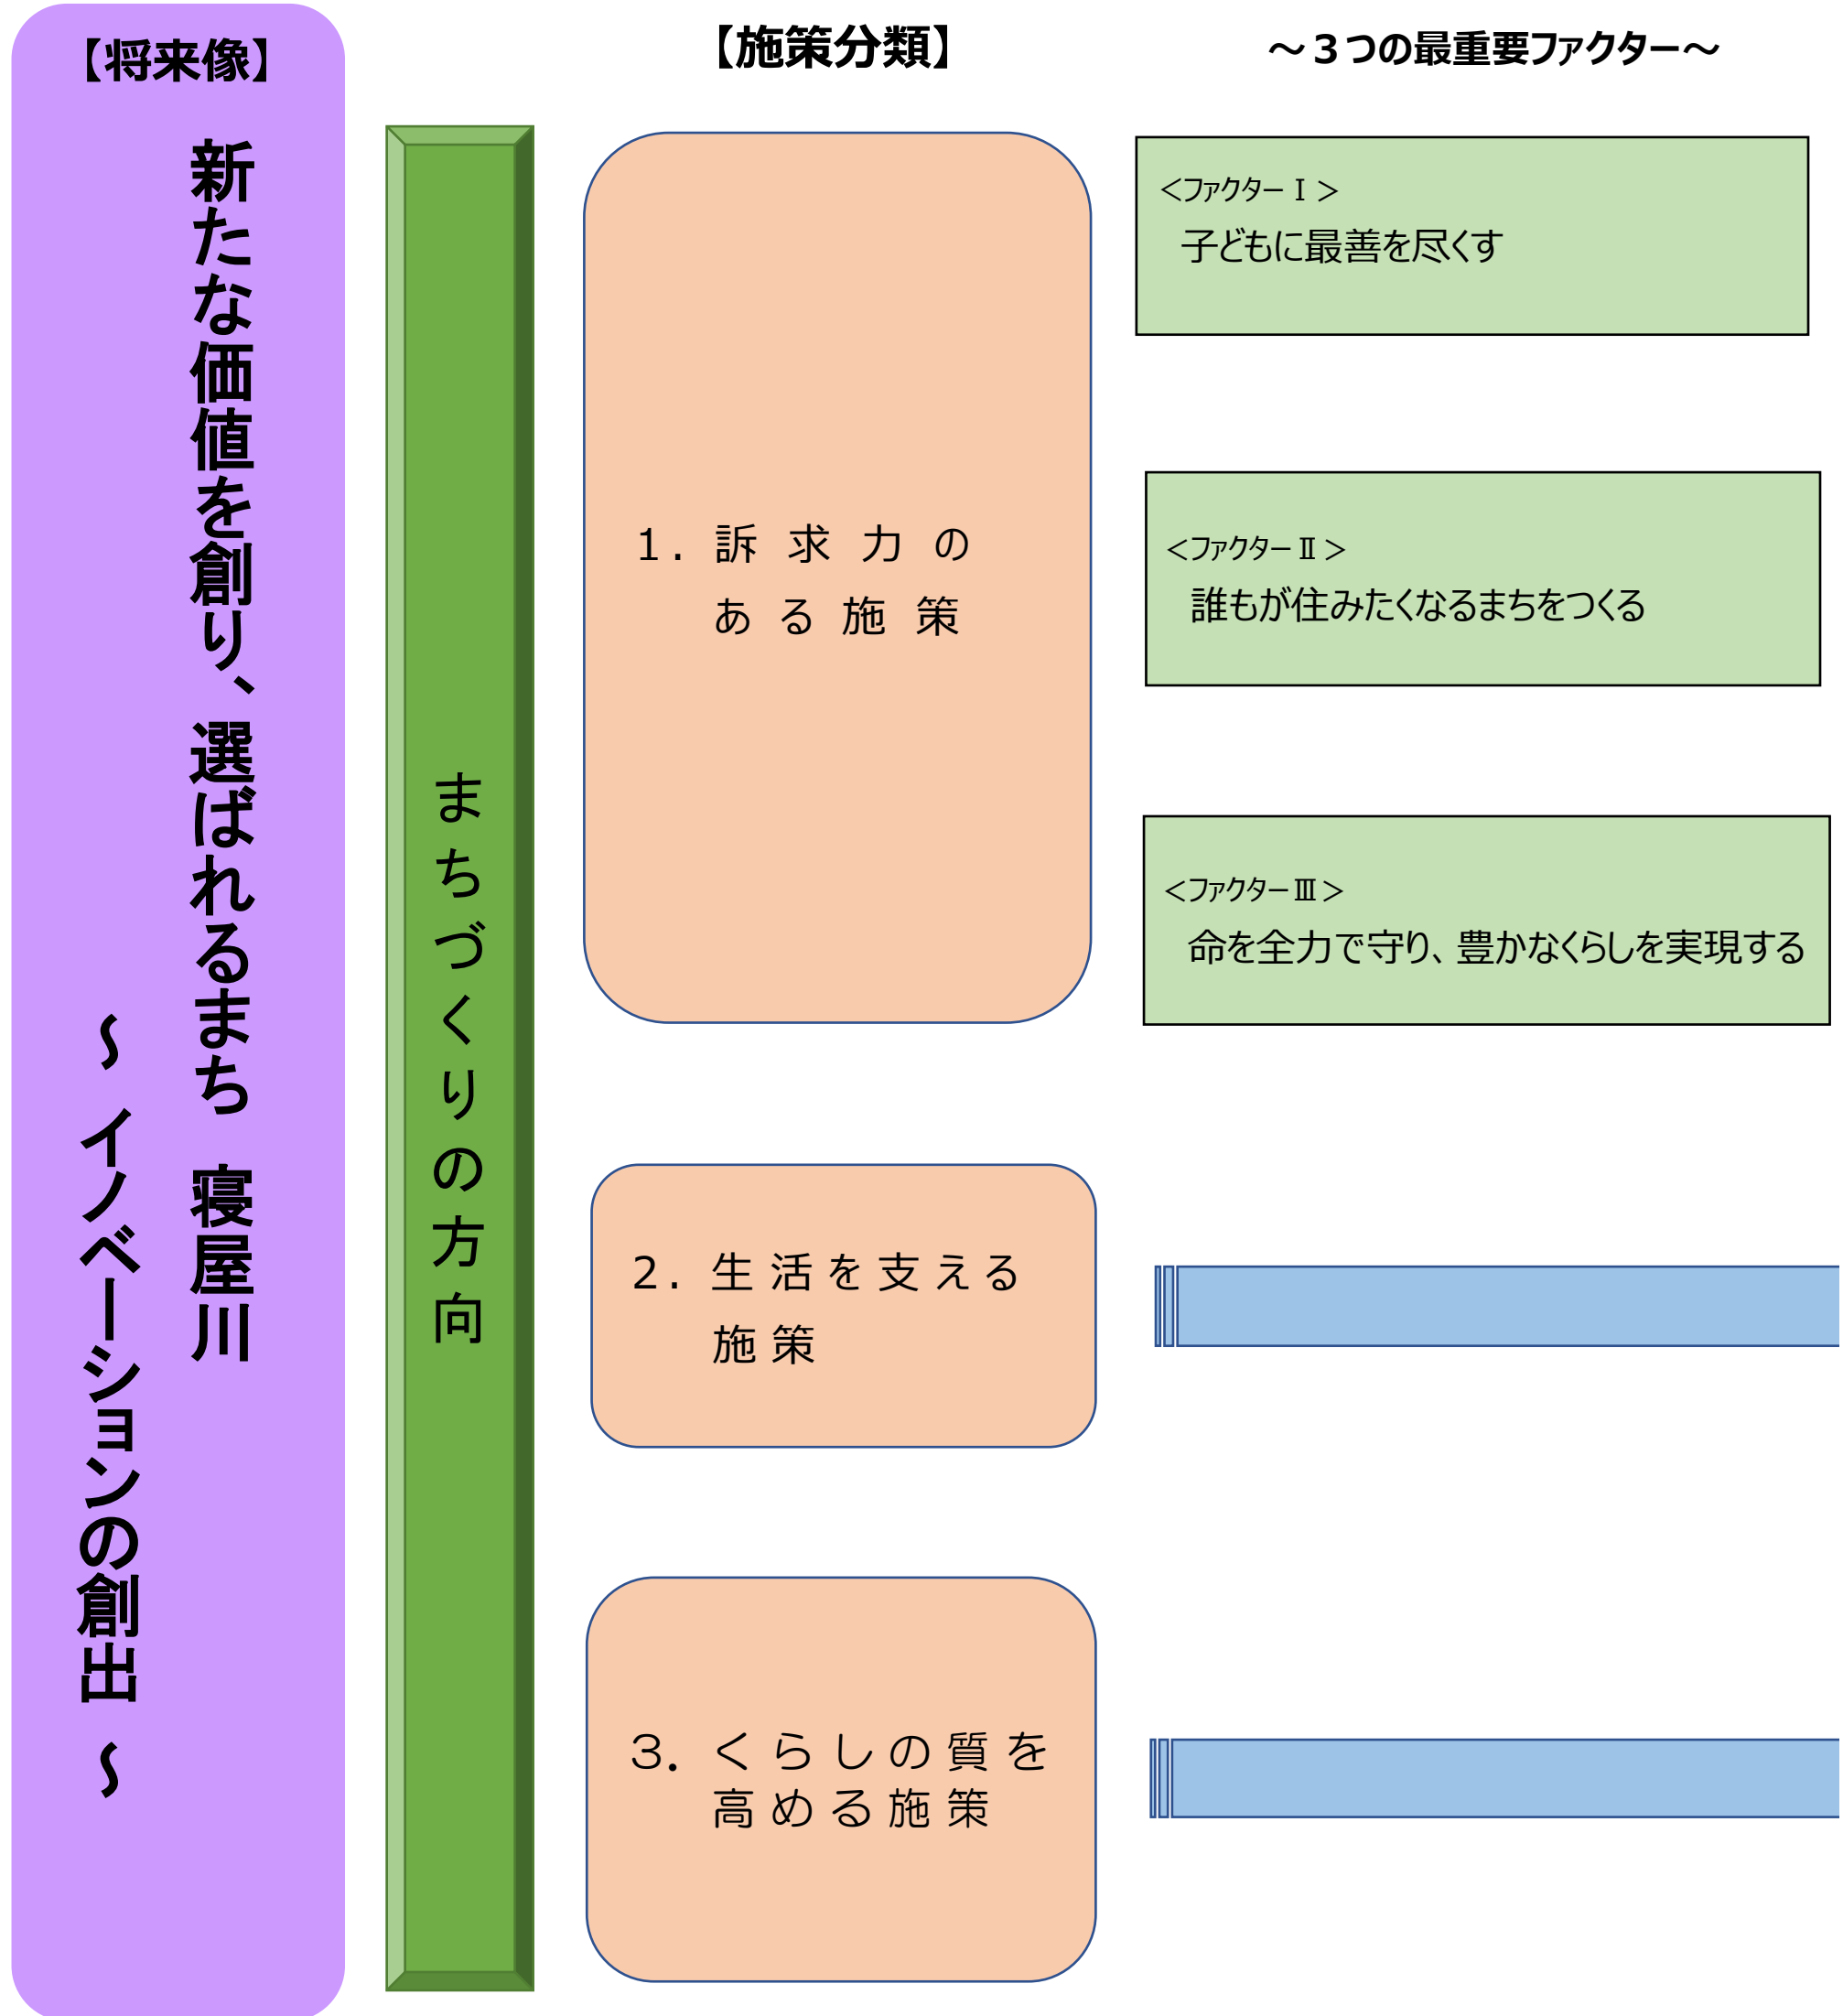 【将来像】
新たな価値を創り、選ばれるまち 寝屋川
～ イノベーションの創出 ～
まちづくりの方向
【施策分類】
1．訴求力の
ある施策
2．生活を支える
施策
3．くらしの質を
高める施策
～３つの最重要ファクター～
＜ファクターⅠ＞
子どもに最善を尽くす
＜ファクターⅡ＞
誰もが住みたくなるまちをつくる
＜ファクターⅢ＞
命を全力で守り、豊かなくらしを実現する